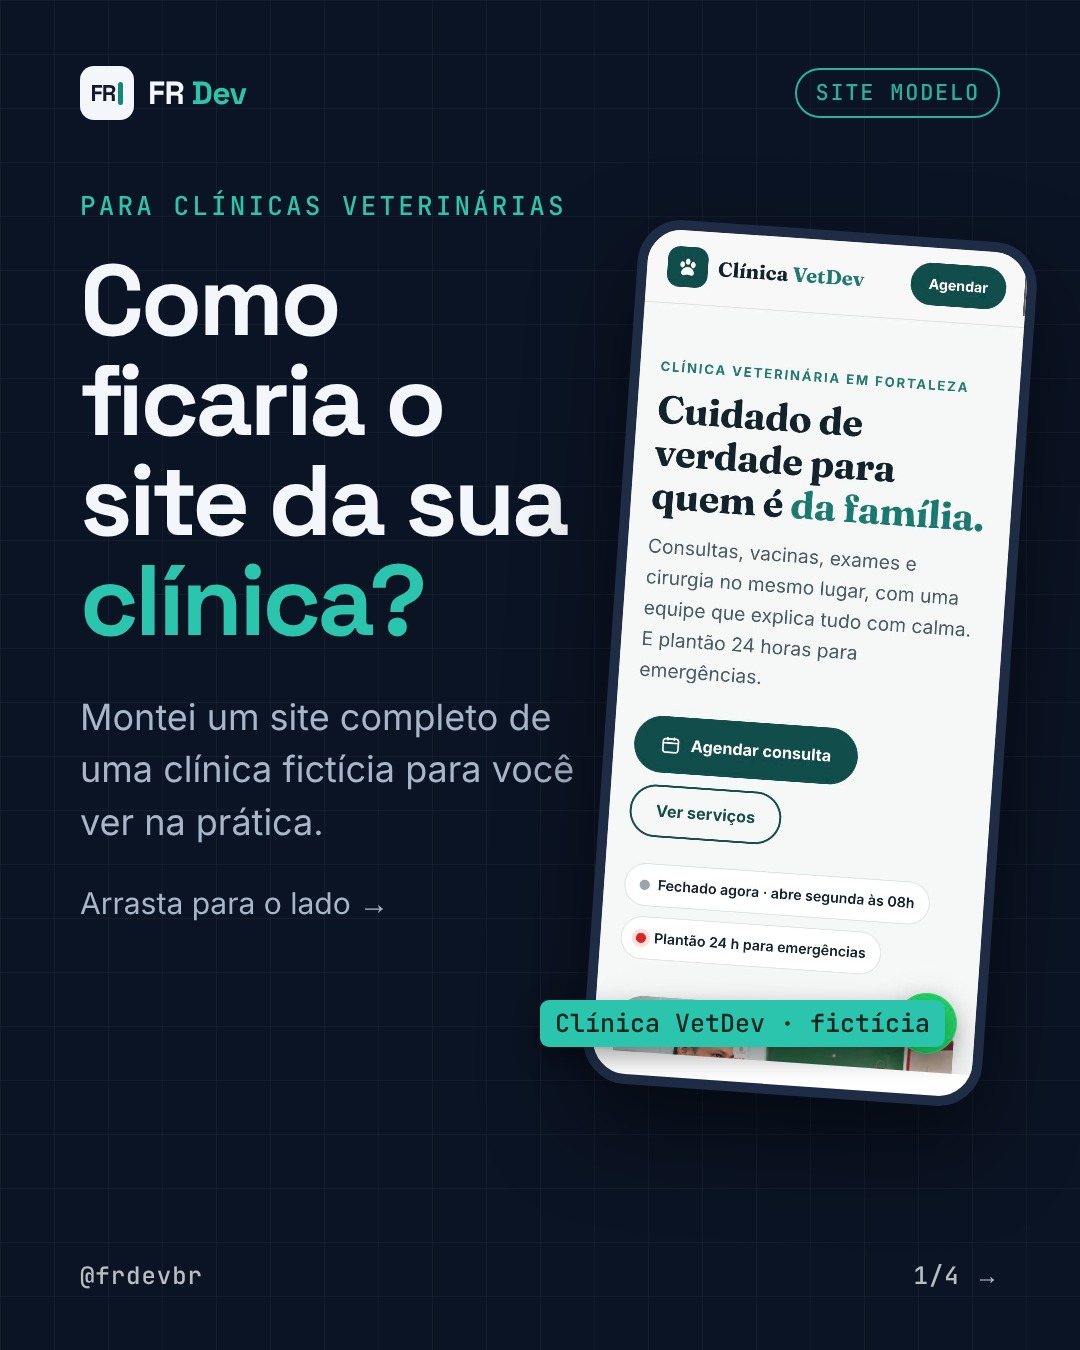 FR
FR Dev
SITE MODELO
PARA CLÍNICAS VETERINÁRIAS
Como
ficaria o
site da sua
clínica?
Montei um site completo de
uma clínica fictícia para você
ver na prática.
Arrasta para o lado →
Clínica VetDev
Agendar
CLÍNICA VETERINÁRIA EM FORTALEZA
Cuidado de
verdade para
quem é da família.
Consultas, vacinas, exames e
cirurgia no mesmo lugar, com uma
equipe que explica tudo com calma.
E plantão 24 horas para
emergências.
Agendar consulta
Ver serviços
Fechado agora · abre segunda às 08h
Plantão 24 h para emergências
Clínica VetDev · fictícia
@frdevbr
1/4 →